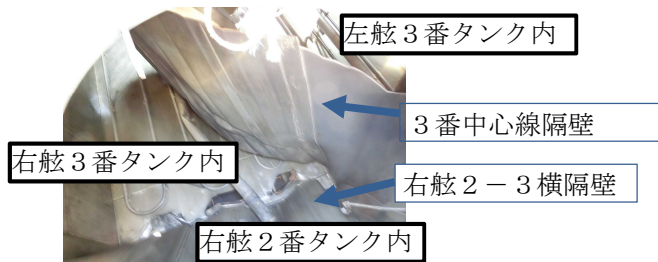 左舷３番タンク内
３番中心線隔壁
右舷３番タンク内
右舷２－３横隔壁
右舷２番タンク内